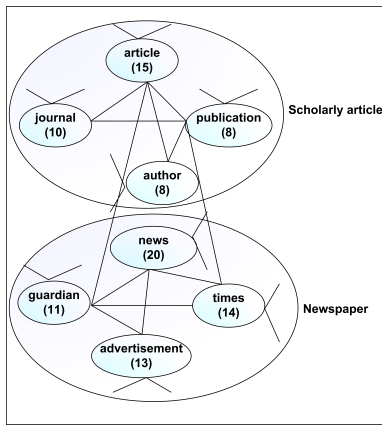 article
(15)
journal
(10)
publication
(8)
Scholarly article
author
(8)
news
(20)
guardian
(11)
times
(14)
Newspaper
advertisement
(13)